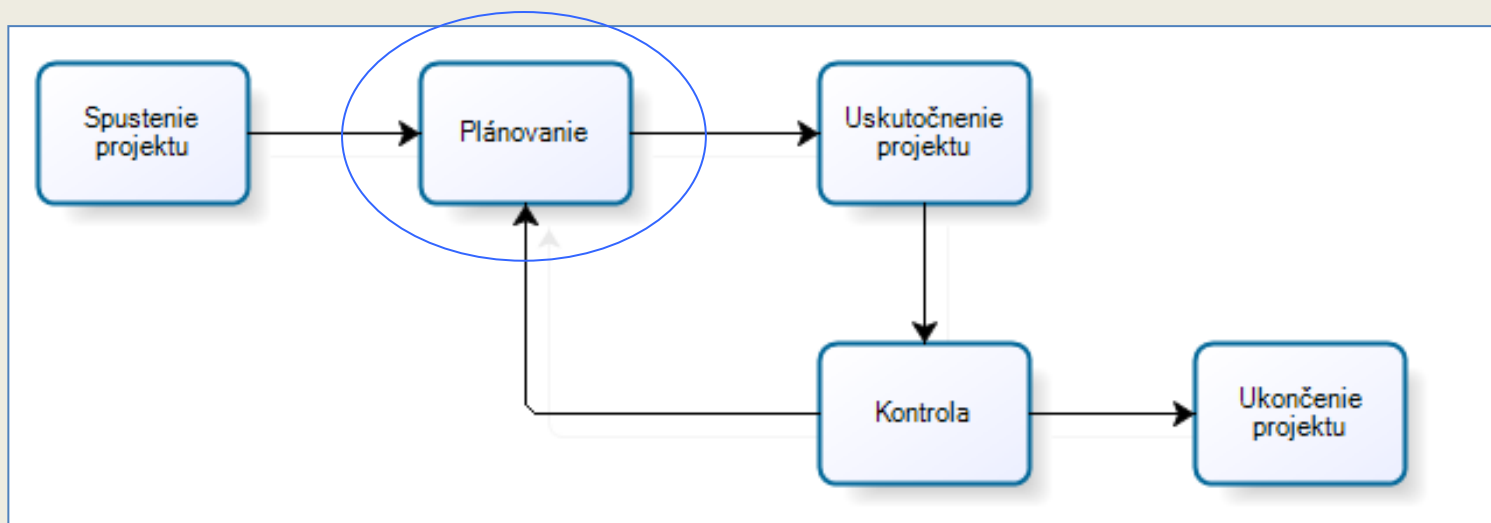 Spustenie
projektu
Plánovanie
Uskutočnenie
projektu
Kontrola
Ukončenie
projektu